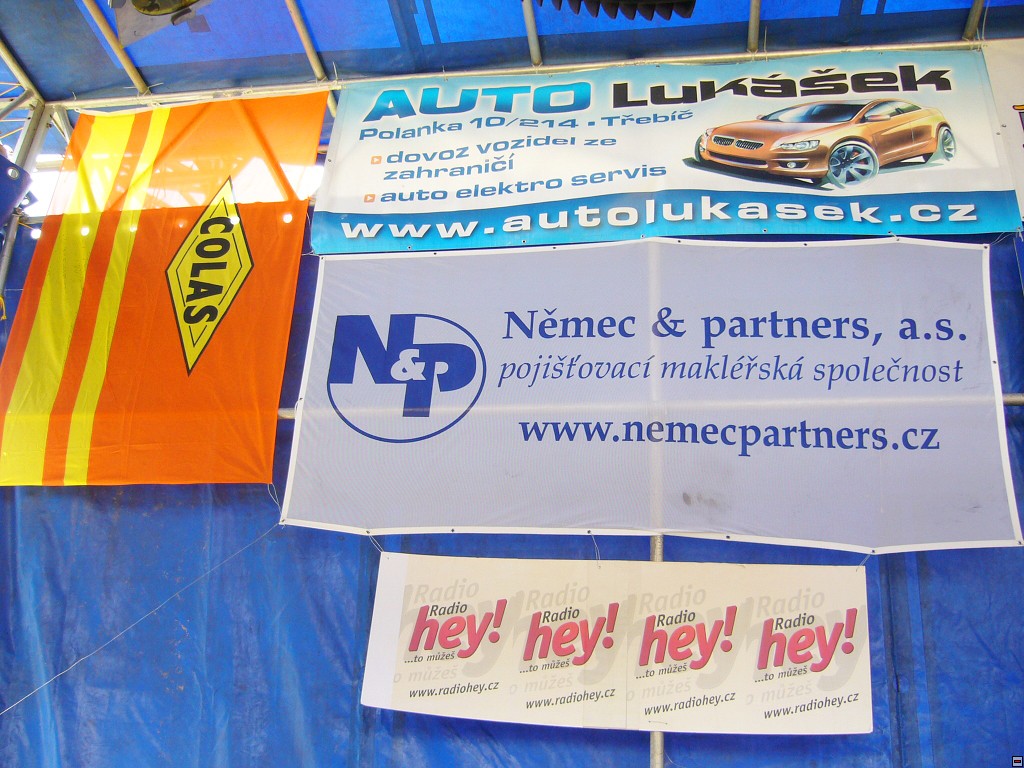 AUTO LUKÁŠEK
Polanka 10/214 • Třebíč
dovoz vozidel ze
zahraničí
auto elektro servis
www.autolukasek.cz
COLAS
N&P
Němec & partners, a.s.
pojišťovací makléřská společnost
www.nemecpartners.cz
Radio
hey!
...to můžeš
www.radiohey.cz
Radio
hey!
...to můžeš
www.radiohey.cz
Radio
hey!
...to můžeš
www.radiohey.cz
Radio
hey!
...to můžeš
www.radiohey.cz